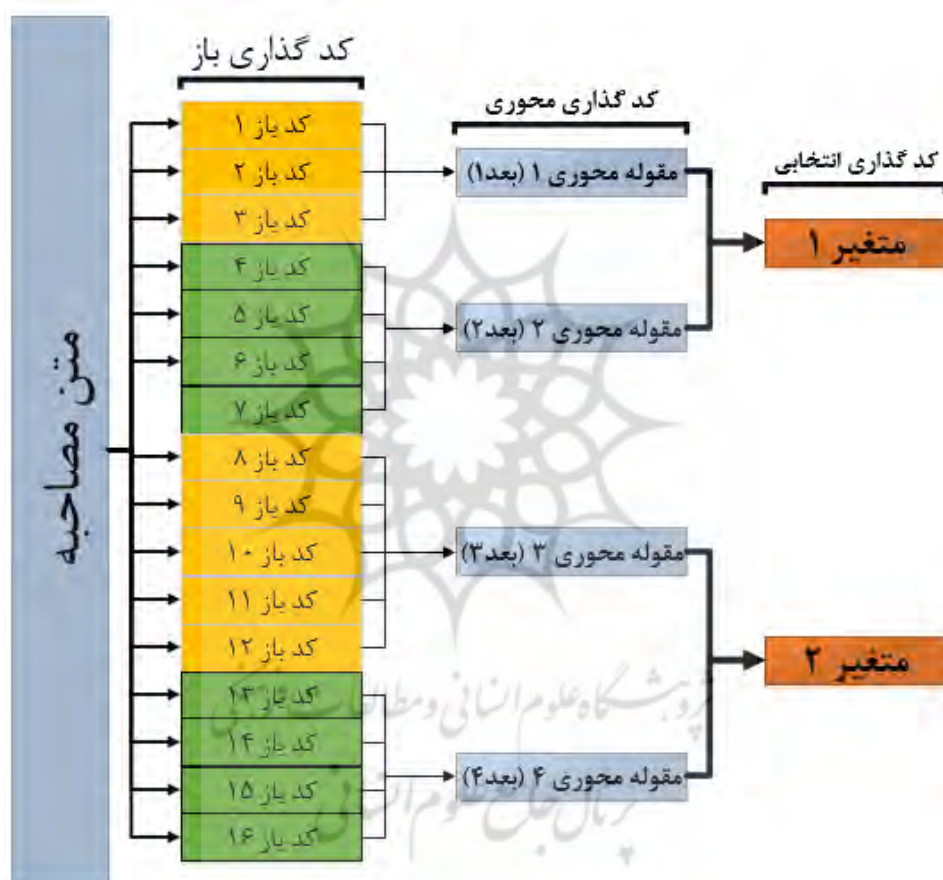 کد گذاری باز
کد گذاری محوری
کد گذاری انتخابی
متن مصاحبه
کد باز ۱
کد باز ۲
کد باز ۳
کد باز ۴
کد باز ۵
کد باز ۶
کد باز ۷
کد باز ۸
کد باز ۹
کد باز ۱۰
کد باز ۱۱
کد باز ۱۲
کد باز ۱۳
کد باز ۱۴
کد باز ۱۵
کد باز ۱۶
مقوله محوری ۱ (بعد۱)
مقوله محوری ۲ (بعد۲)
مقوله محوری ۳ (بعد۳)
مقوله محوری ۴ (بعد۴)
متغیر ۱
متغیر ۲
پژوهشگاه علوم انسانی و مطالعات فرهنگی
پرتال جامع علوم انسانی